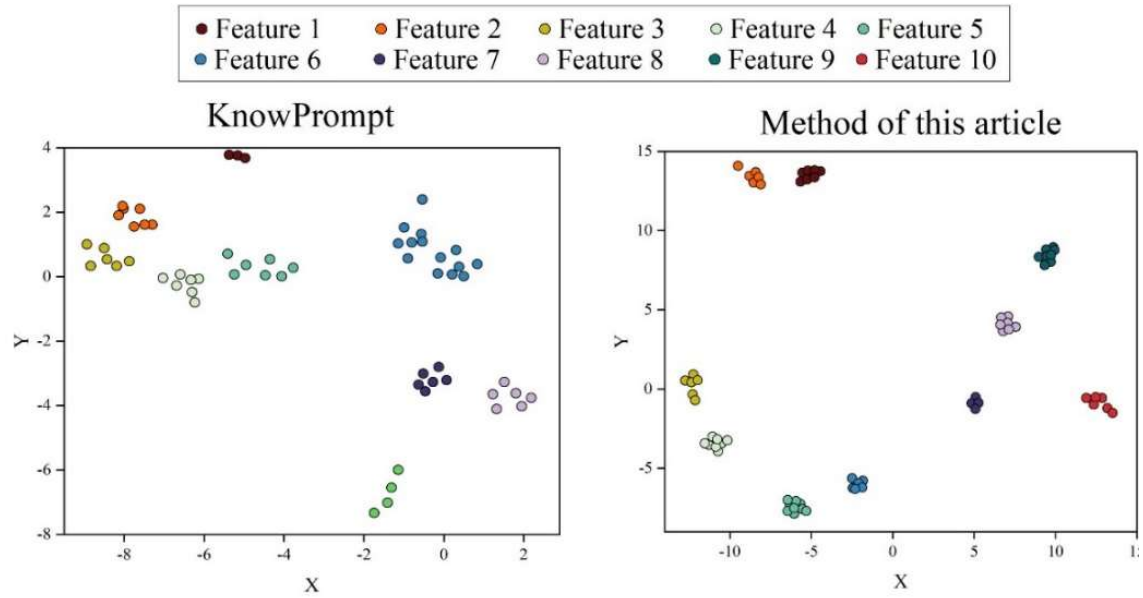 Feature 1 Feature 2 Feature 3 Feature 4 Feature 5
Feature 6 Feature 7 Feature 8 Feature 9 Feature 10
KnowPrompt
Method of this article
4
2
0
-2
-4
-6
-8
Y
-8 -6 -4 -2 0 2
X
15
10
5
0
-5
Y
-10 -5 0 5 10 15
X